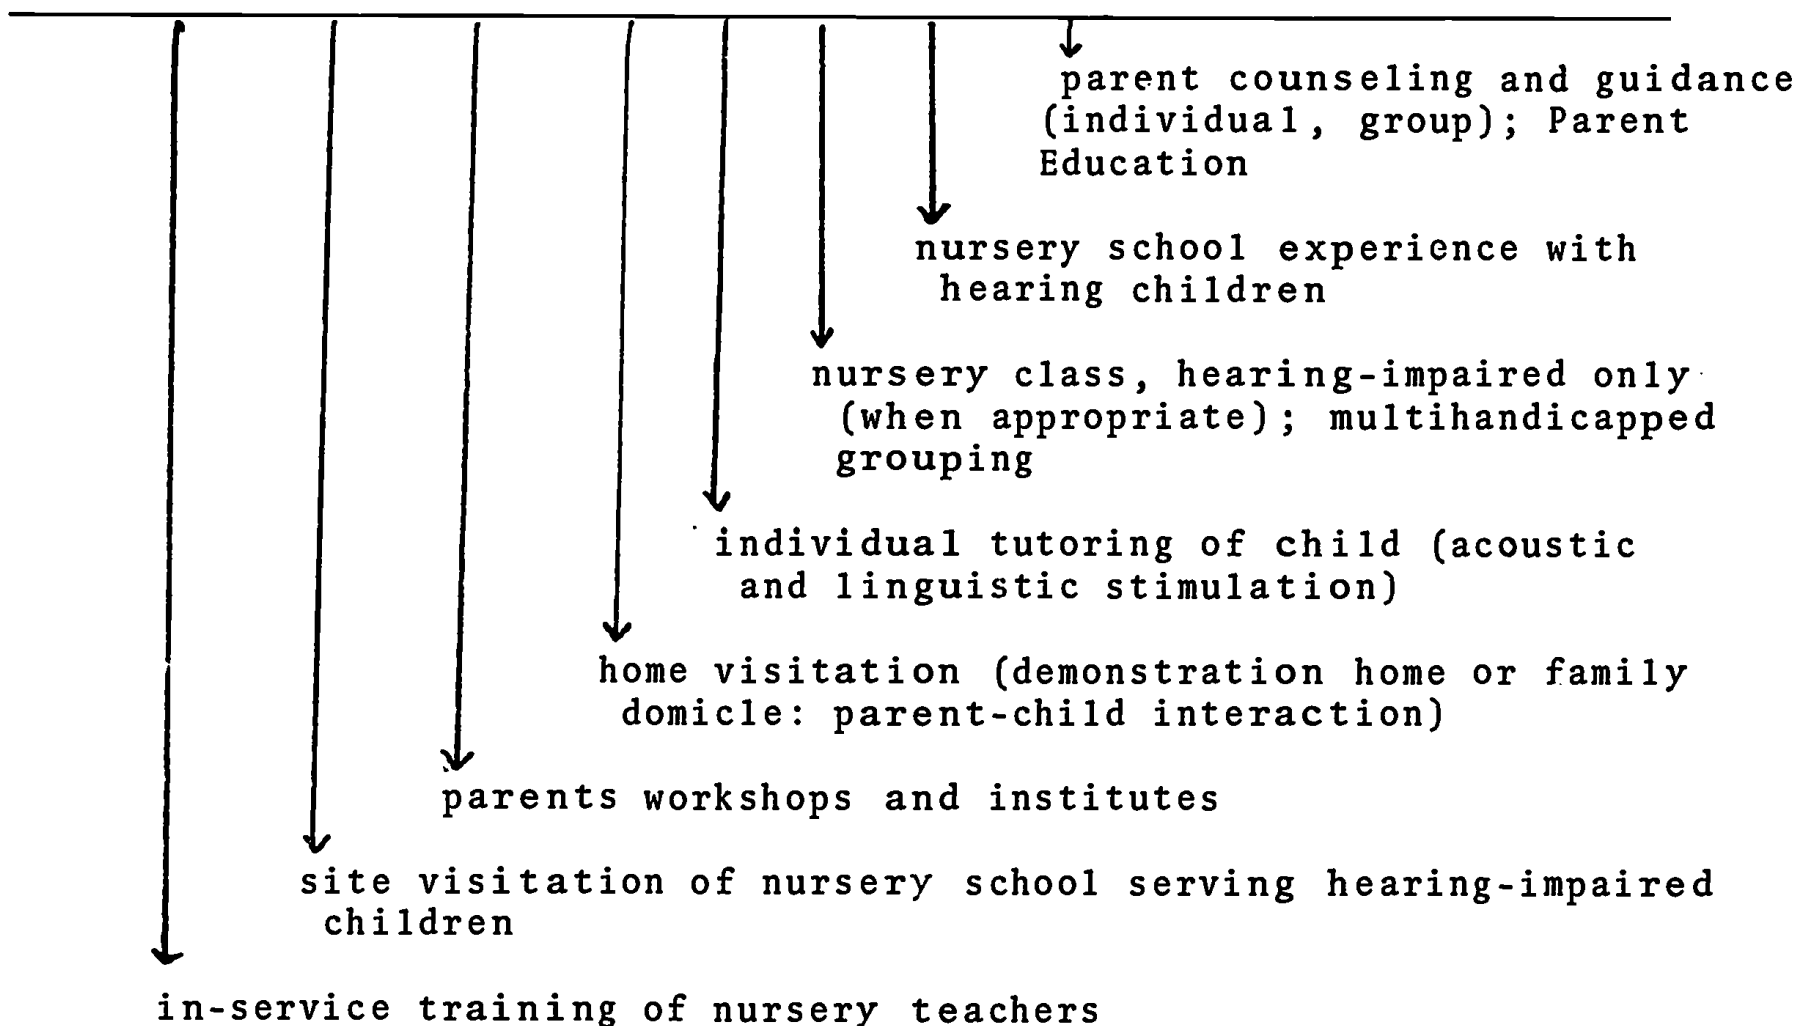 parent counseling and guidance
(individual, group); Parent
Education
nursery school experience with
hearing children
nursery class, hearing-impaired only
(when appropriate); multihandicapped
grouping
individual tutoring of child (acoustic
and linguistic stimulation)
home visitation (demonstration home or family
domicle: parent-child interaction)
parents workshops and institutes
site visitation of nursery school serving hearing-impaired
children
in-service training of nursery teachers